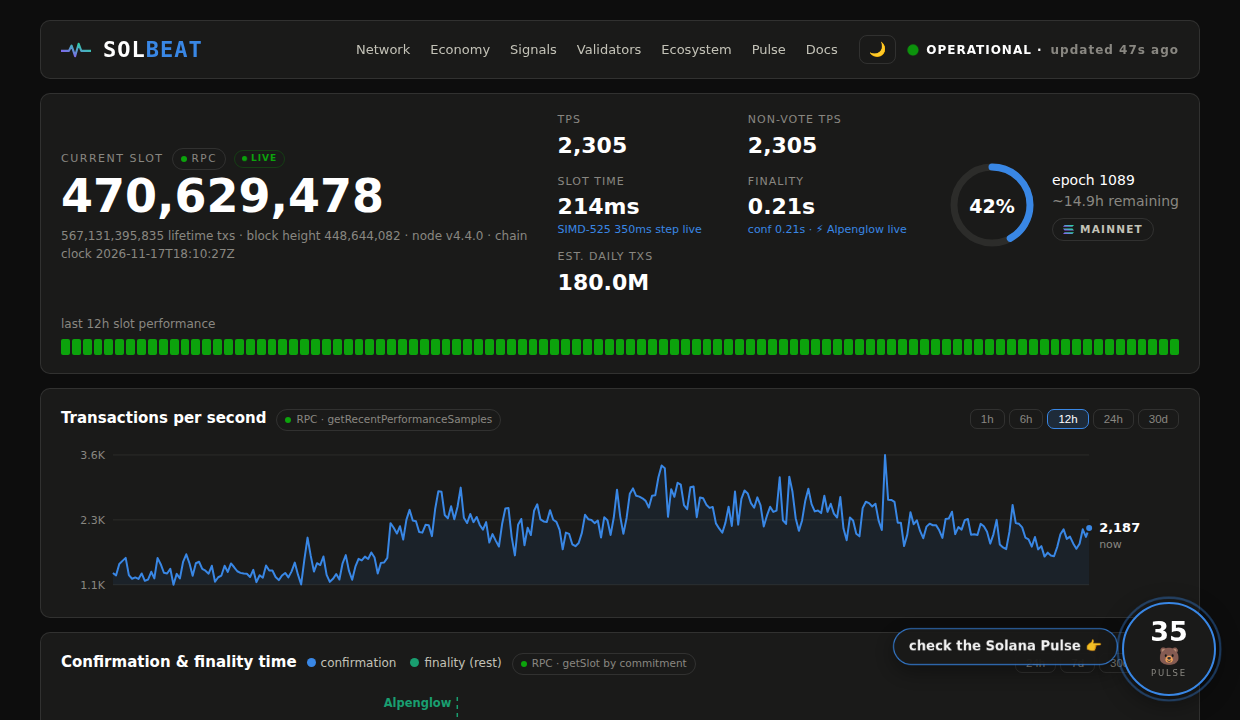 SOLBEAT
Network Economy Signals Validators Ecosystem Pulse Docs
OPERATIONAL · updated 47s ago
CURRENT SLOT RPC LIVE
470,629,478
567,131,395,835 lifetime txs · block height 448,644,082 · node v4.4.0 · chain
clock 2026-11-17T18:10:27Z
TPS
2,305
NON-VOTE TPS
2,305
SLOT TIME
214ms
SIMD-525 350ms step live
FINALITY
0.21s
conf 0.21s · ⚡ Alpenglow live
EST. DAILY TXS
180.0M
42%
epoch 1089
~14.9h remaining
MAINNET
last 12h slot performance
Transactions per second RPC · getRecentPerformanceSamples
1h 6h 12h 24h 30d
3.6K
2.3K
1.1K
2,187
now
Confirmation & finality time confirmation finality (rest) RPC · getSlot by commitment
Alpenglow
check the Solana Pulse 👉
35
PULSE